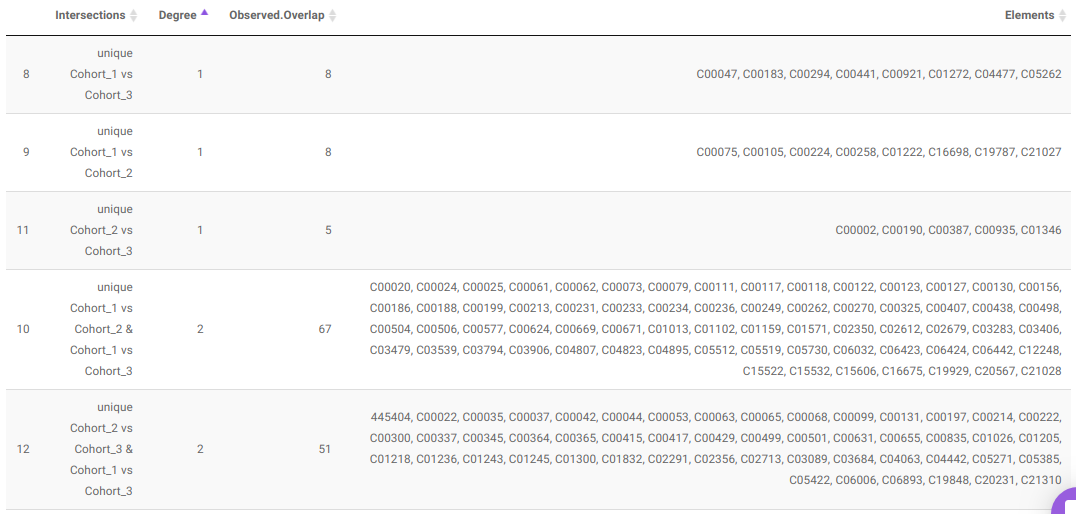 Intersections Degree Observed.Overlap Elements
unique
8 Cohort_1 vs 1 8 C00047, C00183, C00294, C00441, C00921, C01272, C04477, C05262
Cohort_3
unique
9 Cohort_1 vs 1 8 C00075, C00105, C00224, C00258, C01222, C16698, C19787, C21027
Cohort_2
unique
11 Cohort_2 vs 1 5 C00002, C00190, C00387, C00935, C01346
Cohort_3
unique C00020, C00024, C00025, C00061, C00062, C00073, C00079, C00111, C00117, C00118, C00122, C00123, C00127, C00130, C00156,
Cohort_1 vs C00186, C00188, C00199, C00213, C00231, C00233, C00234, C00236, C00249, C00262, C00270, C00325, C00407, C00438, C00498,
10 Cohort_2 & 2 67 C00504, C00506, C00577, C00624, C00669, C00671, C01013, C01102, C01159, C01571, C02350, C02612, C02679, C03283, C03406,
Cohort_1 vs C03479, C03539, C03794, C03906, C04807, C04823, C04895, C05512, C05519, C05730, C06032, C06423, C06424, C06442, C12248,
Cohort_3 C15522, C15532, C15606, C16675, C19929, C20567, C21028
unique 445404, C00022, C00035, C00037, C00042, C00044, C00053, C00063, C00065, C00068, C00099, C00131, C00197, C00214, C00222,
Cohort_2 vs C00300, C00337, C00345, C00364, C00365, C00415, C00417, C00429, C00499, C00501, C00631, C00655, C00835, C01026, C01205,
12 Cohort_3 & 2 51 C01218, C01236, C01243, C01245, C01300, C01832, C02291, C02356, C02713, C03089, C03684, C04063, C04442, C05271, C05385,
Cohort_1 vs C05422, C06006, C06893, C19848, C20231, C21310
Cohort_3